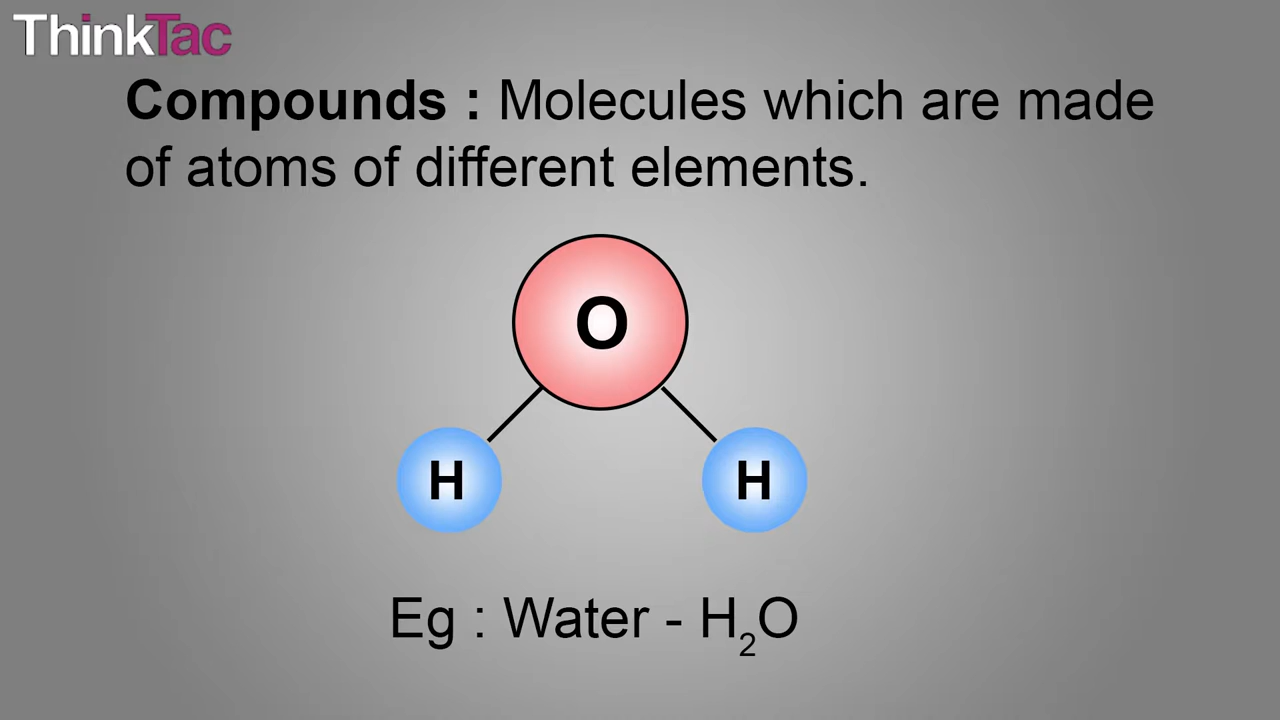 ThinkTac
Compounds : Molecules which are made
of atoms of different elements.
O
H H
Eg : Water - H₂O